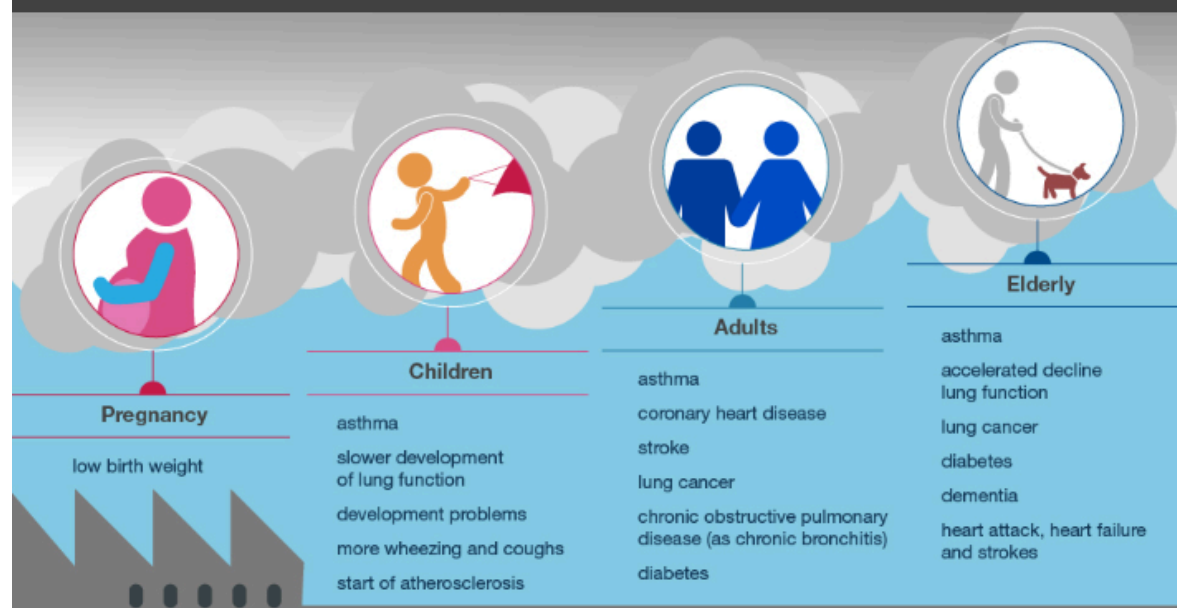 Pregnancy
low birth weight
Children
asthma
slower development
of lung function
development problems
more wheezing and coughs
start of atherosclerosis
Adults
asthma
coronary heart disease
stroke
lung cancer
chronic obstructive pulmonary
disease (as chronic bronchitis)
diabetes
Elderly
asthma
accelerated decline
lung function
lung cancer
diabetes
dementia
heart attack, heart failure
and strokes